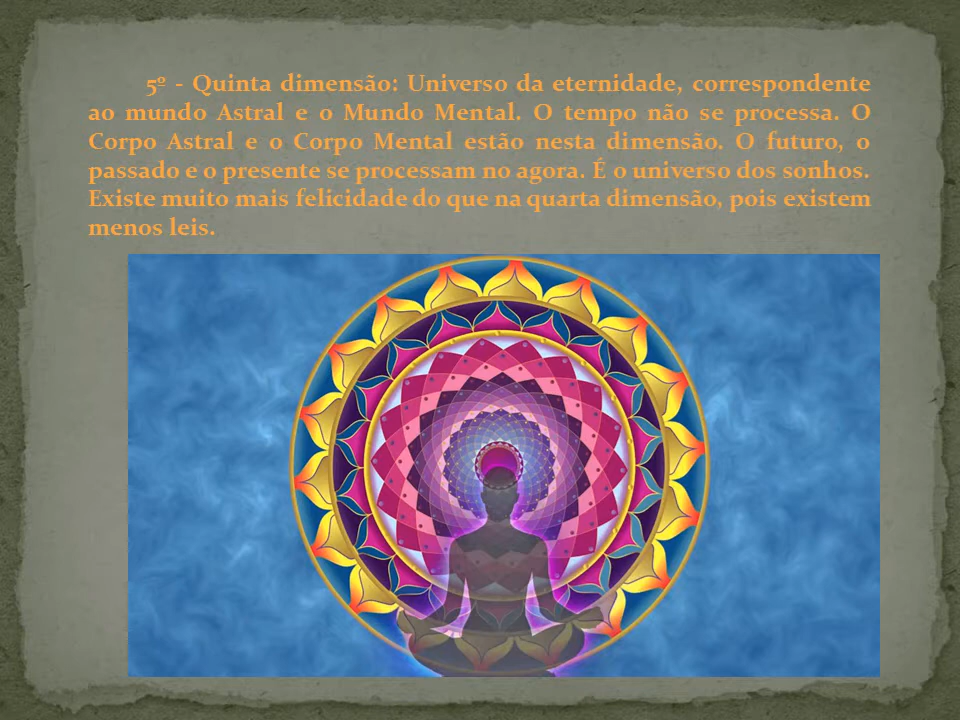 5º - Quinta dimensão: Universo da eternidade, correspondente
ao mundo Astral e o Mundo Mental. O tempo não se processa. O
Corpo Astral e o Corpo Mental estão nesta dimensão. O futuro, o
passado e o presente se processam no agora. É o universo dos sonhos.
Existe muito mais felicidade do que na quarta dimensão, pois existem
menos leis.